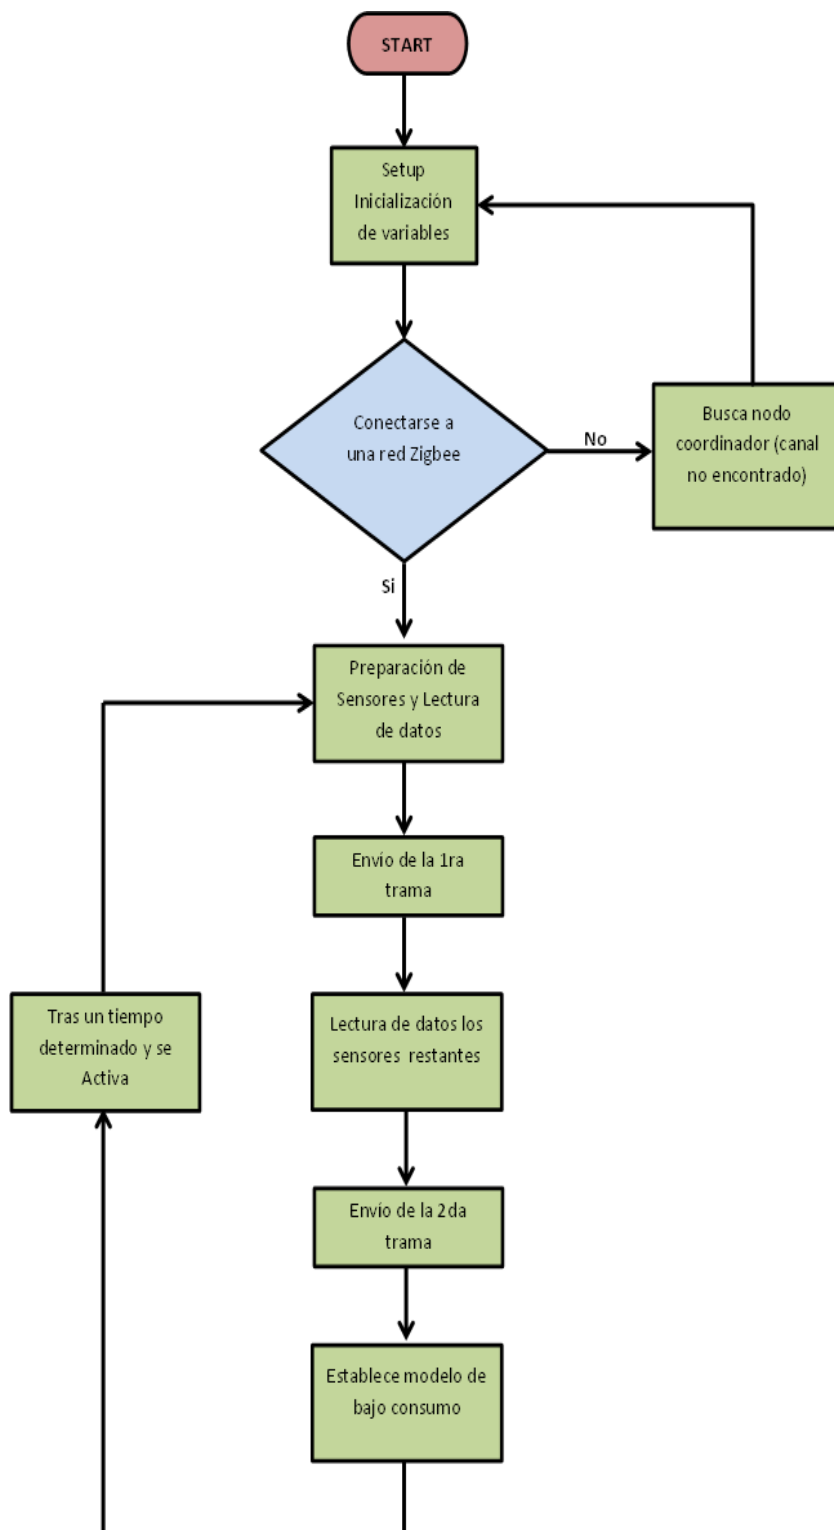 START
Setup
Inicialización
de variables
Conectarse a
una red Zigbee
No
Busca nodo
coordinador (canal
no encontrado)
Si
Preparación de
Sensores y Lectura
de datos
Envío de la 1ra
trama
Tras un tiempo
determinado y se
Activa
Lectura de datos los
sensores restantes
Envío de la 2da
trama
Establece modelo de
bajo consumo